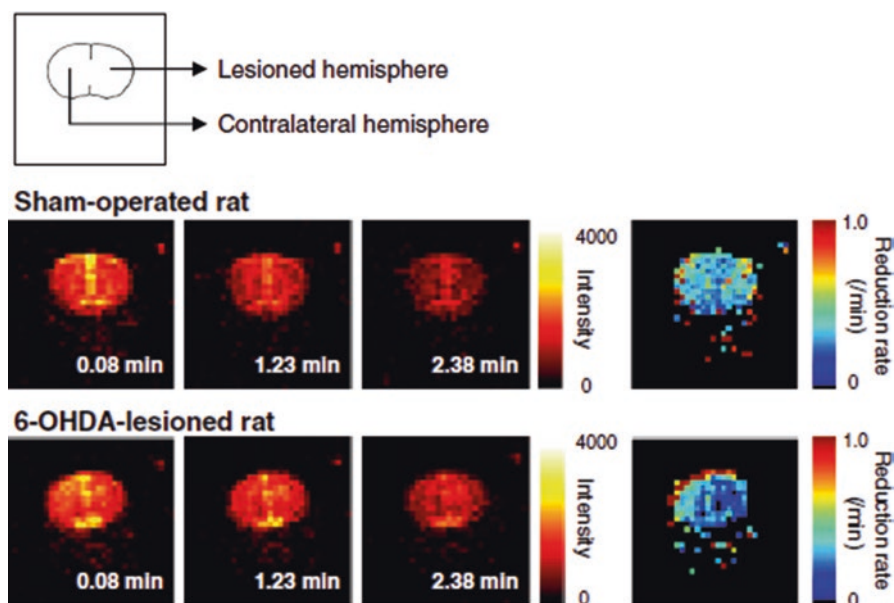 Lesioned hemisphere
Contralateral hemisphere
Sham-operated rat
0.08 min
1.23 min
2.38 min
4000
Intensity
0
1.0
Reduction rate
(/min)
0
6-OHDA-lesioned rat
0.08 min
1.23 min
2.38 min
4000
Intensity
0
1.0
Reduction rate
(/min)
0